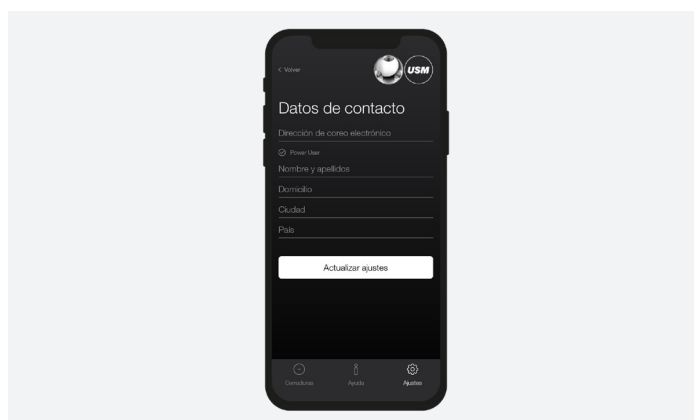 < Volver
USM
Datos de contacto
Dirección de coreo electrónico
Power User
Nombre y apellidos
Domicilio
Ciudad
País
Actualizar ajustes
Cerraduras
Ayuda
Ajustes